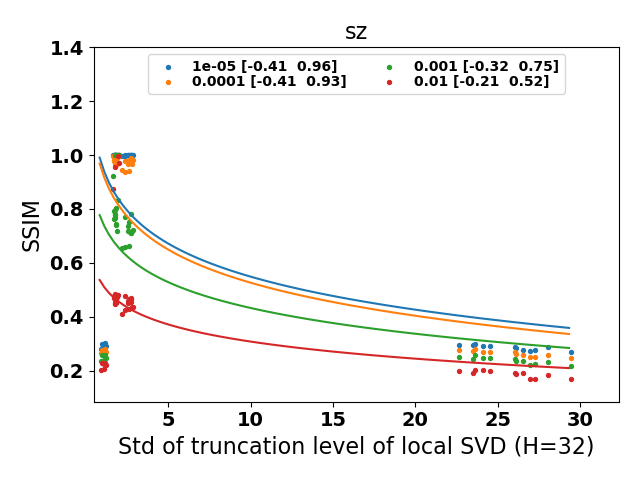 sz
1e-05 [-0.41  0.96]
0.0001 [-0.41  0.93]
0.001 [-0.32  0.75]
0.01 [-0.21  0.52]
1.4
1.2
1.0
0.8
0.6
0.4
0.2
SSIM
5 10 15 20 25 30
Std of truncation level of local SVD (H=32)